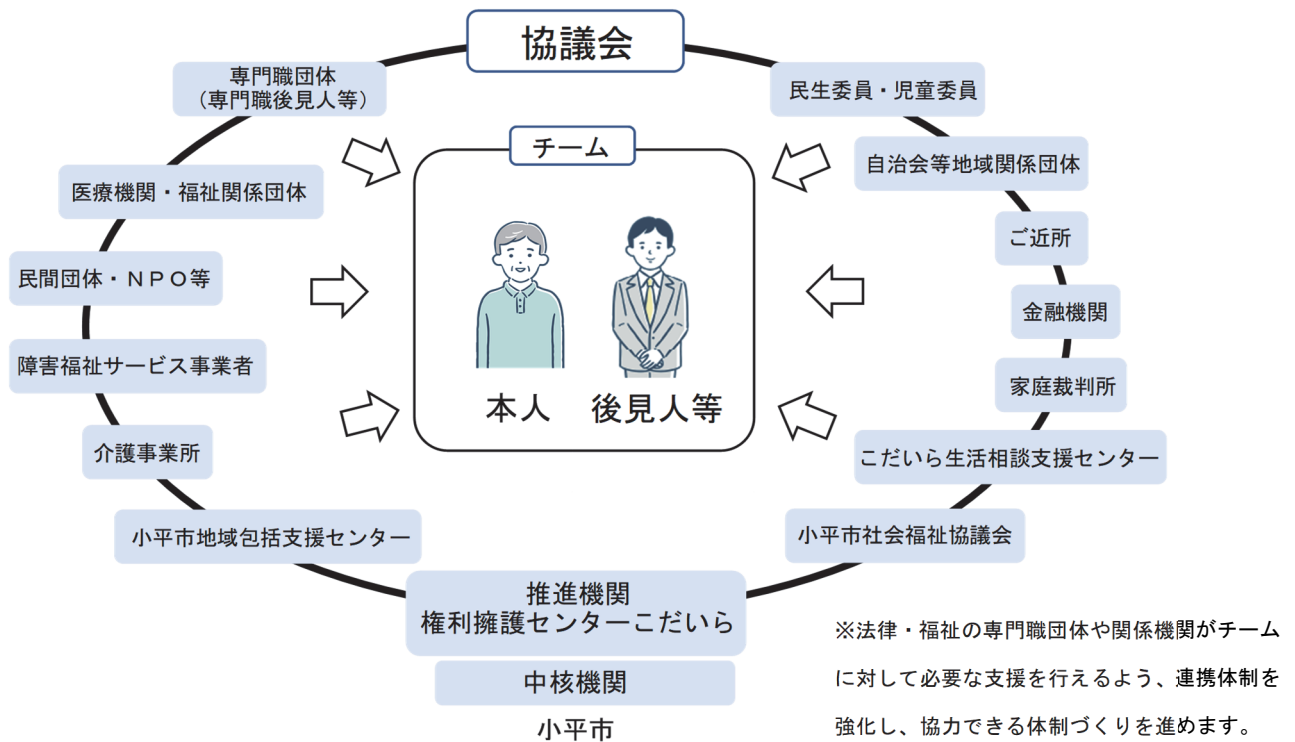 協議会
専門職団体
（専門職後見人等）
医療機関・福祉関係団体
民間団体・ＮＰＯ等
障害福祉サービス事業者
介護事業所
小平市地域包括支援センター
チーム
本人　後見人等
民生委員・児童委員
自治会等地域関係団体
ご近所
金融機関
家庭裁判所
こだいら生活相談支援センター
小平市社会福祉協議会
推進機関
権利擁護センターこだいら
中核機関
小平市
※法律・福祉の専門職団体や関係機関がチーム
に対して必要な支援を行えるよう、連携体制を
強化し、協力できる体制づくりを進めます。